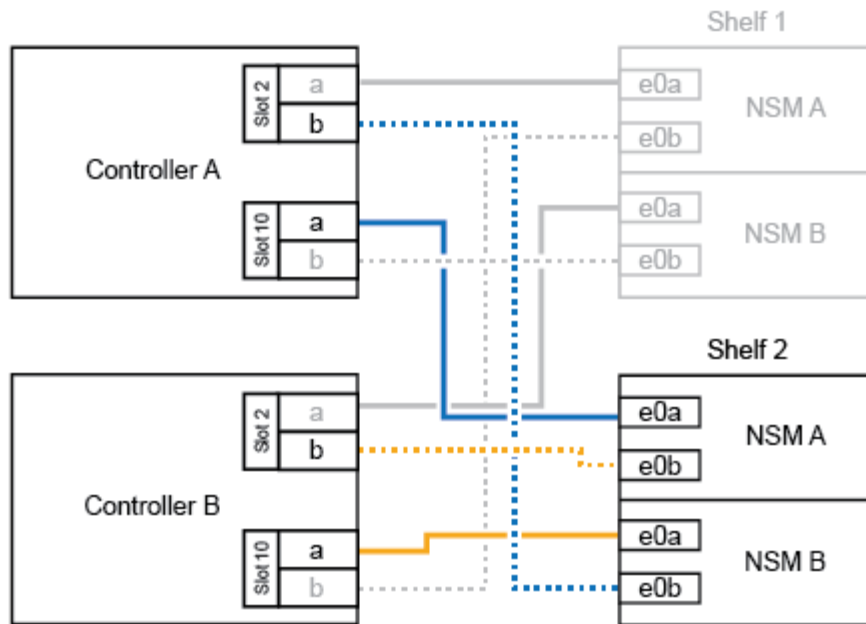 Shelf 1
Slot 2
a
b
Controller A
Slot 10
a
b
e0a
e0b
NSM A
e0a
e0b
NSM B
Shelf 2
Slot 2
a
b
Controller B
Slot 10
a
b
e0a
e0b
NSM A
e0a
e0b
NSM B